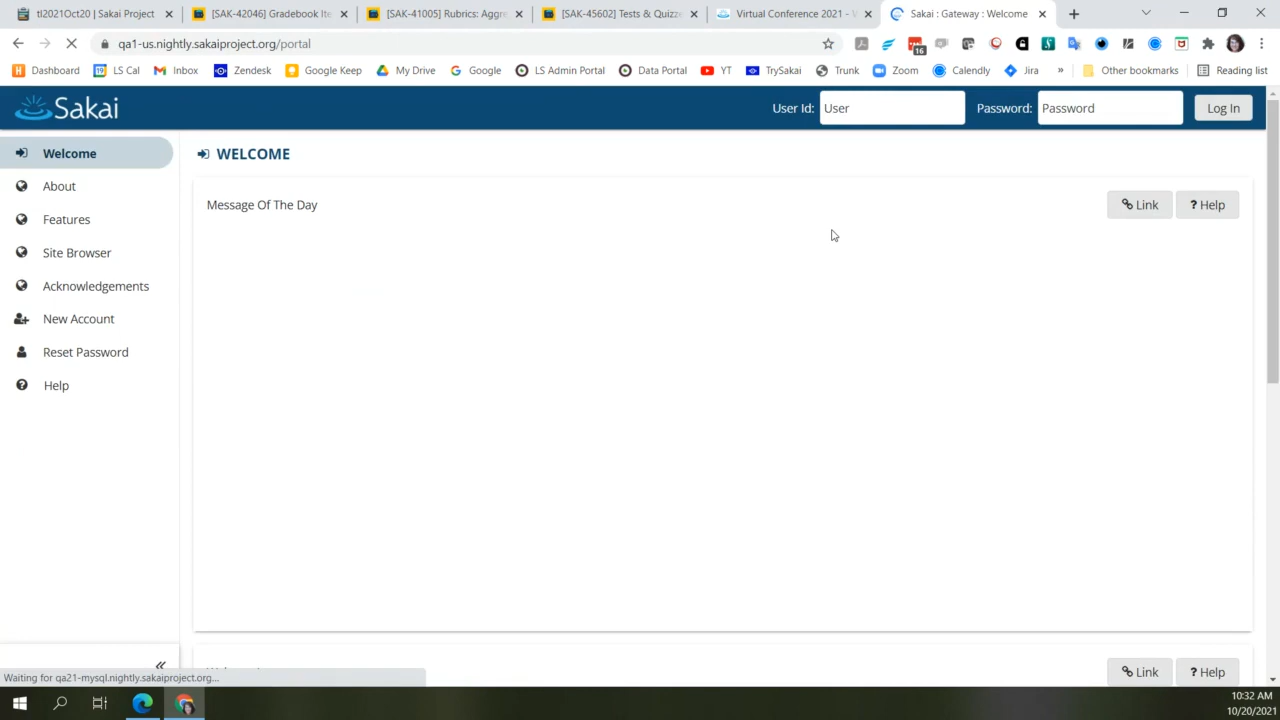 tl2021Oct20 | Sakai Project
[SAK-42046] Gradebook Ite
[SAK-41005] Rubrics: Aggre
[SAK-45602] Tests & Quizze
Virtual Conference 2021 -
Sakai : Gateway : Welcome
qa1-us.nightly.sakaiproject.org/portal
16
Dashboard
LS Cal
Inbox
Zendesk
Google Keep
My Drive
Google
LS Admin Portal
Data Portal
YT
TrySakai
Trunk
Zoom
Calendly
Jira
»
Other bookmarks
Reading list
Sakai
User Id: User Password: Password Log In
Welcome
About
Features
Site Browser
Acknowledgements
New Account
Reset Password
Help
WELCOME
Message Of The Day
Link
? Help
Link
? Help
Waiting for qa21-mysql.nightly.sakaiproject.org...
10:32 AM
10/20/2021